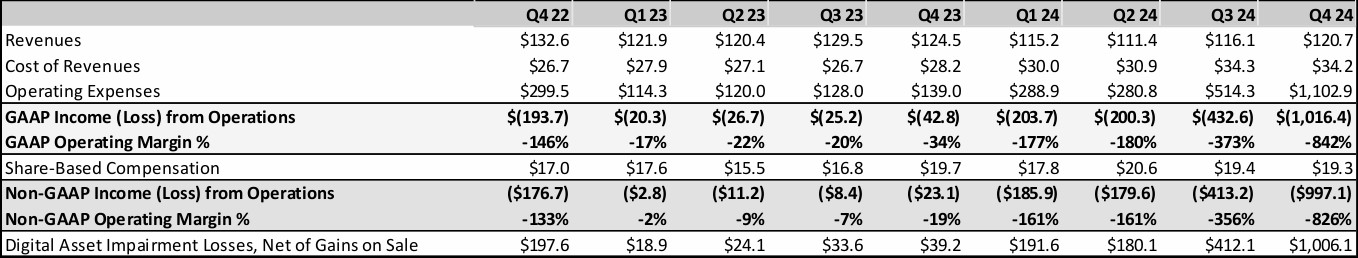 Q4 22 Q1 23 Q2 23 Q3 23 Q4 23 Q1 24 Q2 24 Q3 24 Q4 24
Revenues $132.6 $121.9 $120.4 $129.5 $124.5 $115.2 $111.4 $116.1 $120.7
Cost of Revenues $26.7 $27.9 $27.1 $26.7 $28.2 $30.0 $30.9 $34.3 $34.2
Operating Expenses $299.5 $114.3 $120.0 $128.0 $139.0 $288.9 $280.8 $514.3 $1,102.9
GAAP Income (Loss) from Operations $(193.7) $(20.3) $(26.7) $(25.2) $(42.8) $(203.7) $(200.3) $(432.6) $(1,016.4)
GAAP Operating Margin % -146% -17% -22% -20% -34% -177% -180% -373% -842%
Share-Based Compensation $17.0 $17.6 $15.5 $16.8 $19.7 $17.8 $20.6 $19.4 $19.3
Non-GAAP Income (Loss) from Operations ($176.7) ($2.8) ($11.2) ($8.4) ($23.1) ($185.9) ($179.6) ($413.2) ($997.1)
Non-GAAP Operating Margin % -133% -2% -9% -7% -19% -161% -161% -356% -826%
Digital Asset Impairment Losses, Net of Gains on Sale $197.6 $18.9 $24.1 $33.6 $39.2 $191.6 $180.1 $412.1 $1,006.1